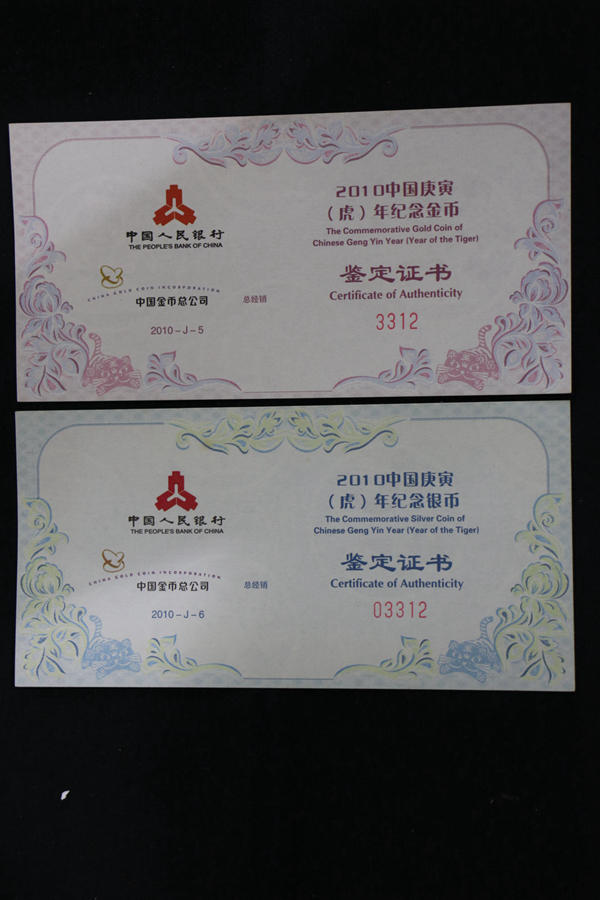 中国人民银行
THE PEOPLE'S BANK OF CHINA
CHINA GOLD COIN INCORPORATION
中国金币总公司 总经销
2010-J-5
2010中国庚寅
（虎）年纪念金币
The Commemorative Gold Coin of
Chinese Geng Yin Year (Year of the Tiger)
鉴定证书
Certificate of Authenticity
3312
中国人民银行
THE PEOPLE'S BANK OF CHINA
CHINA GOLD COIN INCORPORATION
中国金币总公司 总经销
2010-J-6
2010中国庚寅
（虎）年纪念银币
The Commemorative Silver Coin of
Chinese Geng Yin Year (Year of the Tiger)
鉴定证书
Certificate of Authenticity
03312